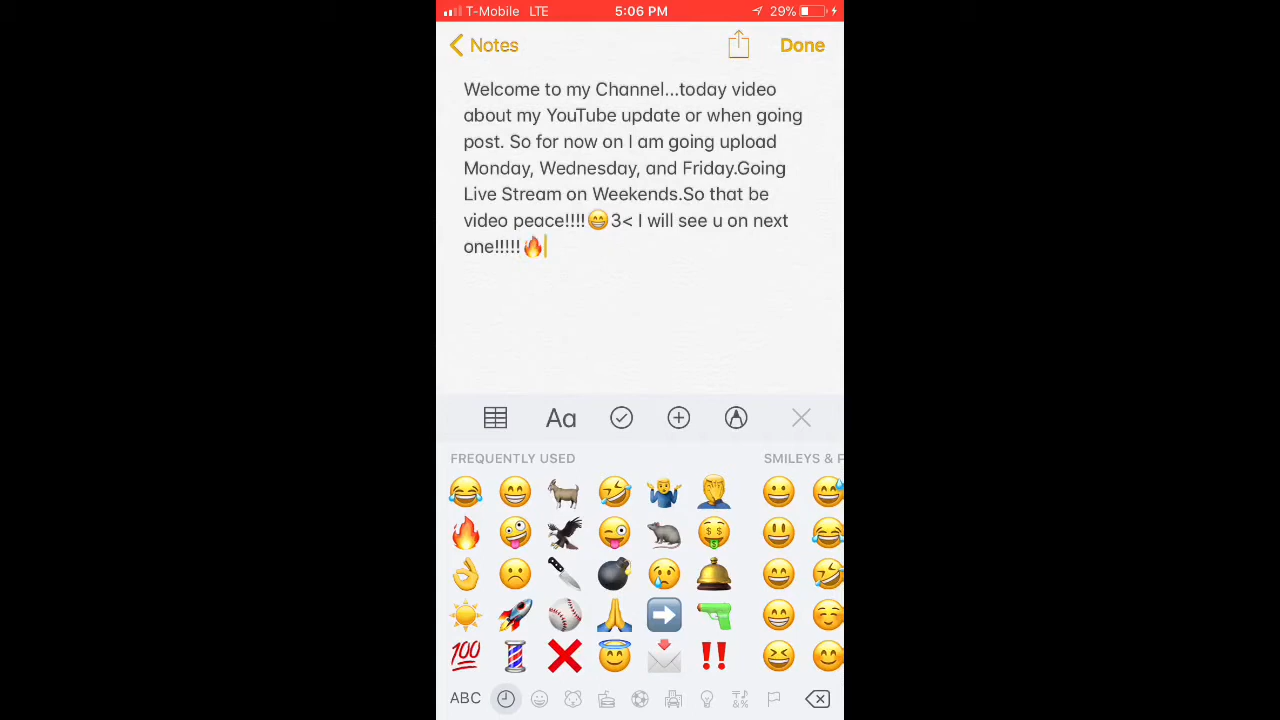 T-Mobile LTE 5:06 PM 29%
Notes Done
Welcome to my Channel...today video
about my YouTube update or when going
post. So for now on I am going upload
Monday, Wednesday, and Friday.Going
Live Stream on Weekends.So that be
video peace!!!!😁3< I will see u on next
one!!!!!🔥
Aa
FREQUENTLY USED SMILEYS & P
ABC